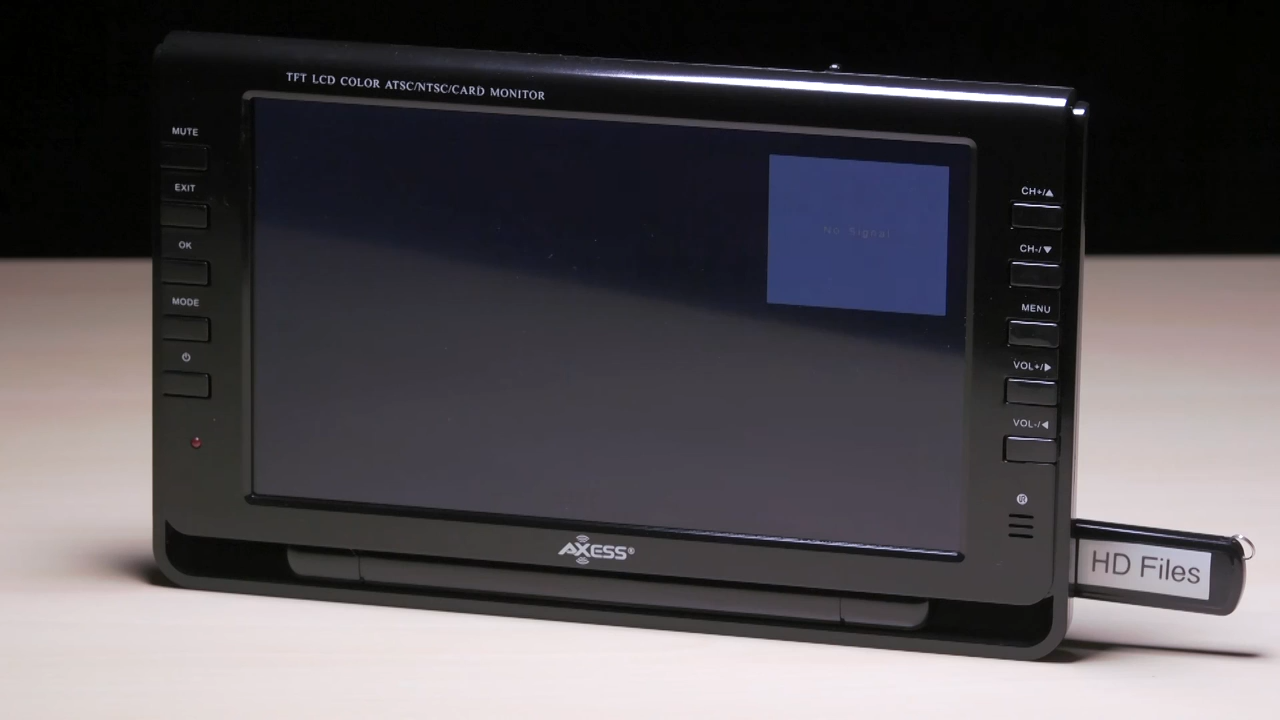 TFT LCD COLOR ATSC/NTSC/CARD MONITOR
MUTE
EXIT
OK
MODE
No Signal
CH+/▲
CH-/▼
MENU
VOL+/▶
VOL-/◀
AXESS®
HD Files